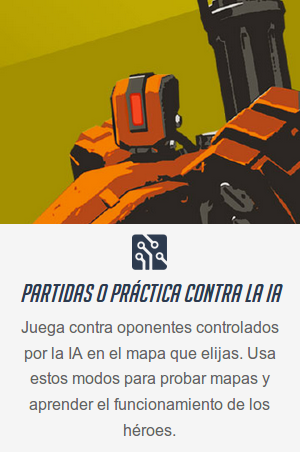 PARTIDAS O PRÁCTICA CONTRA LA IA
Juega contra oponentes controlados
por la IA en el mapa que elijas. Usa
estos modos para probar mapas y
aprender el funcionamiento de los
héroes.